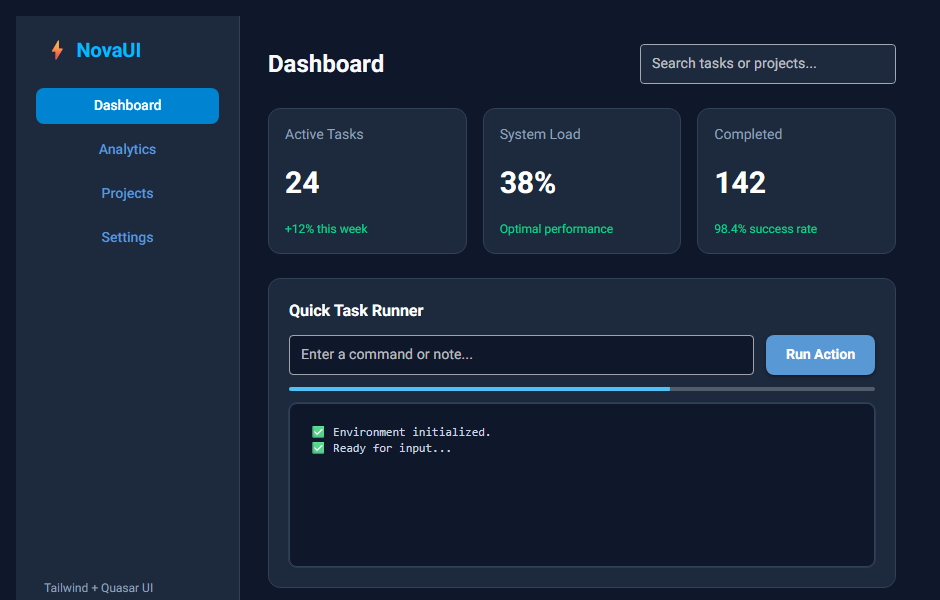 ⚡ NovaUI
Dashboard
Analytics
Projects
Settings
Tailwind + Quasar UI
Dashboard
Search tasks or projects...
Active Tasks
24
+12% this week
System Load
38%
Optimal performance
Completed
142
98.4% success rate
Quick Task Runner
Enter a command or note...
Run Action
✅ Environment initialized.
✅ Ready for input...